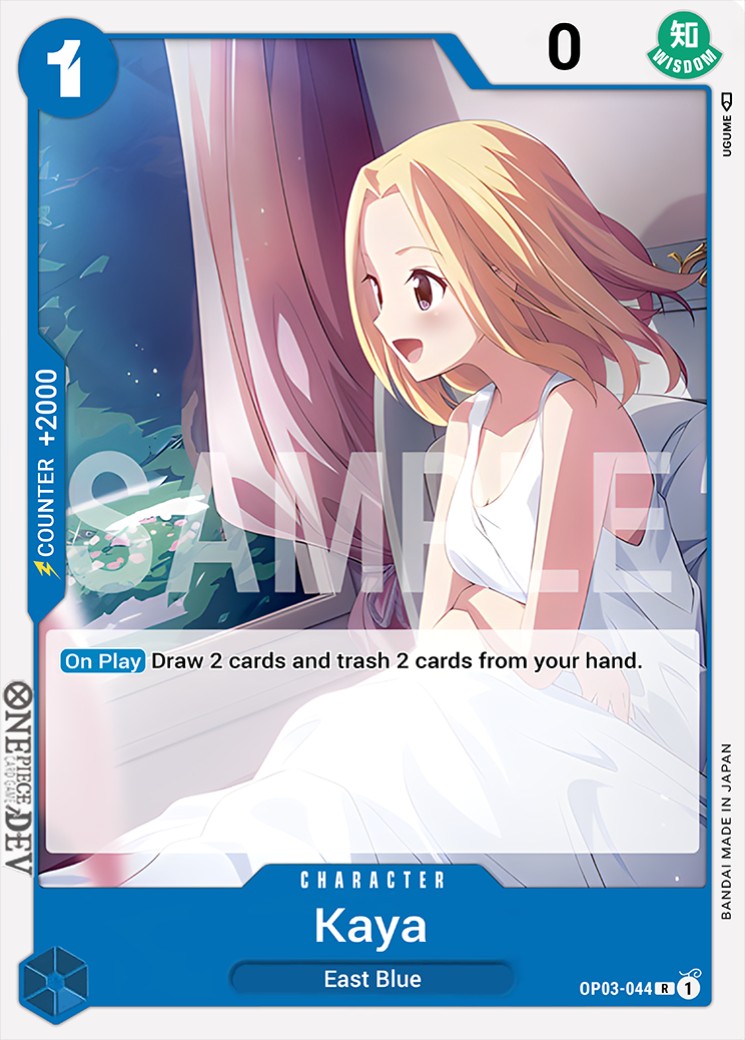 1
0
知
WISDOM
UGUME
COUNTER +2000
SAMPLE
On Play Draw 2 cards and trash 2 cards from your hand.
ONE PIECE
CARD GAME
DEV
BANDAI MADE IN JAPAN
CHARACTER
Kaya
East Blue
OP03-044 R 1